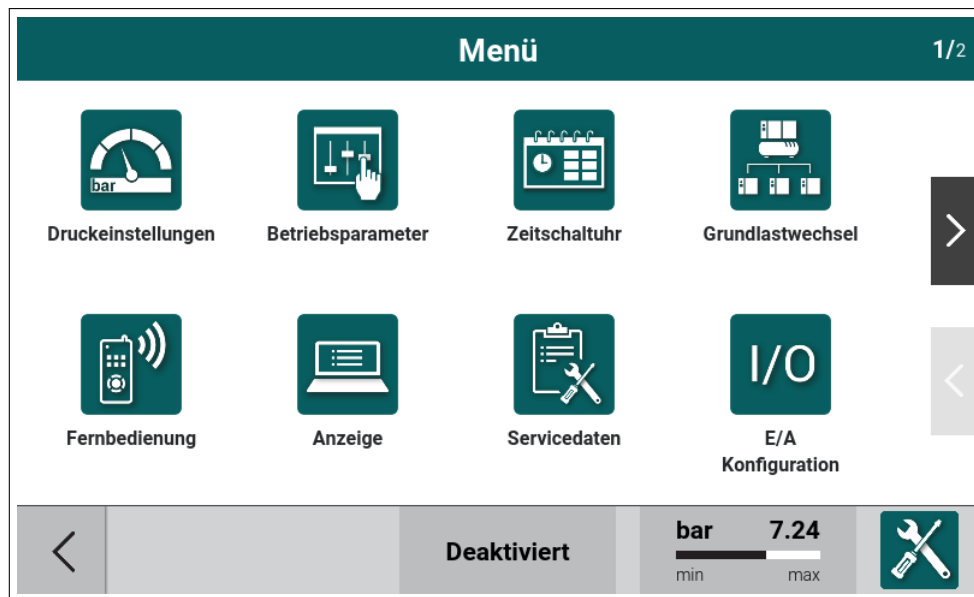 Menü
1/2
bar
Druckeinstellungen
Betriebsparameter
Zeitschaltuhr
Grundlastwechsel
I/O
Fernbedienung
Anzeige
Servicedaten
E/A
Konfiguration
Deaktiviert
bar 7.24
min max